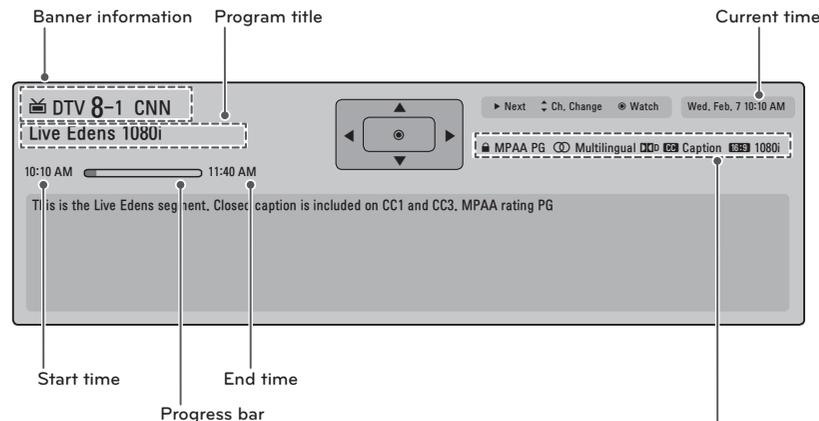 Banner information Program title Current time
DTV 8-1 CNN
Live Edens 1080i
▶ Next Ch. Change ◉ Watch Wed. Feb. 7 10:10 AM
MPAA PG Multilingual DD D CC Caption 16:9 1080i
10:10 AM 11:40 AM
This is the Live Edens segment. Closed caption is included on CC1 and CC3. MPAA rating PG
Start time End time
Progress bar